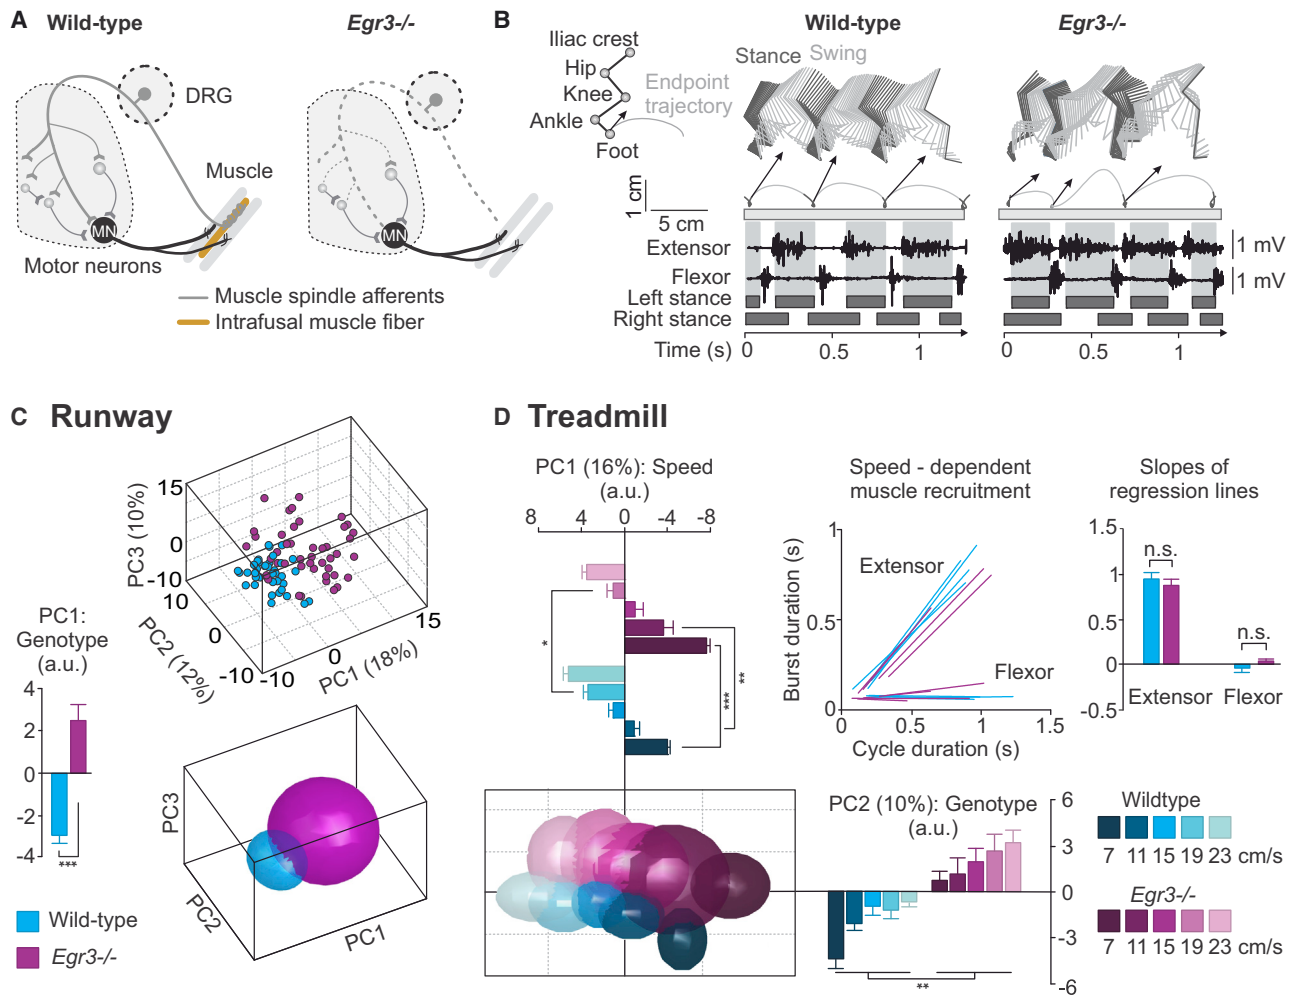 A Wild-type Egr3-/-
DRG
Muscle
MN
MN
Motor neurons
Muscle spindle afferents
Intrafusal muscle fiber
B Wild-type Egr3-/-
Iliac crest
Hip
Knee
Ankle
Foot
Endpoint
trajectory
Stance Swing
1 cm
5 cm
Extensor
1 mV
Flexor
1 mV
Left stance
Right stance
Time (s)
0 0.5 1
0 0.5 1
C Runway
PC1:
Genotype
(a.u.)
4
2
0
-2
-4
***
15
0
-10
PC3 (10%)
10
0
-10
PC2 (12%)
-10
0
15
PC1 (18%)
PC3
PC2
PC1
Wild-type
Egr3-/-
D Treadmill
PC1 (16%): Speed
(a.u.)
8 4 0 -4 -8
*
**
***
Speed - dependent
muscle recruitment
Burst duration (s)
1
0.5
0
Extensor
Flexor
0 0.5 1 1.5
Cycle duration (s)
Slopes of
regression lines
1.5
1
0.5
0
-0.5
n.s.
n.s.
Extensor Flexor
PC2 (10%): Genotype
(a.u.)
6
3
0
-3
-6
**
Wildtype
7 11 15 19 23 cm/s
Egr3-/-
7 11 15 19 23 cm/s